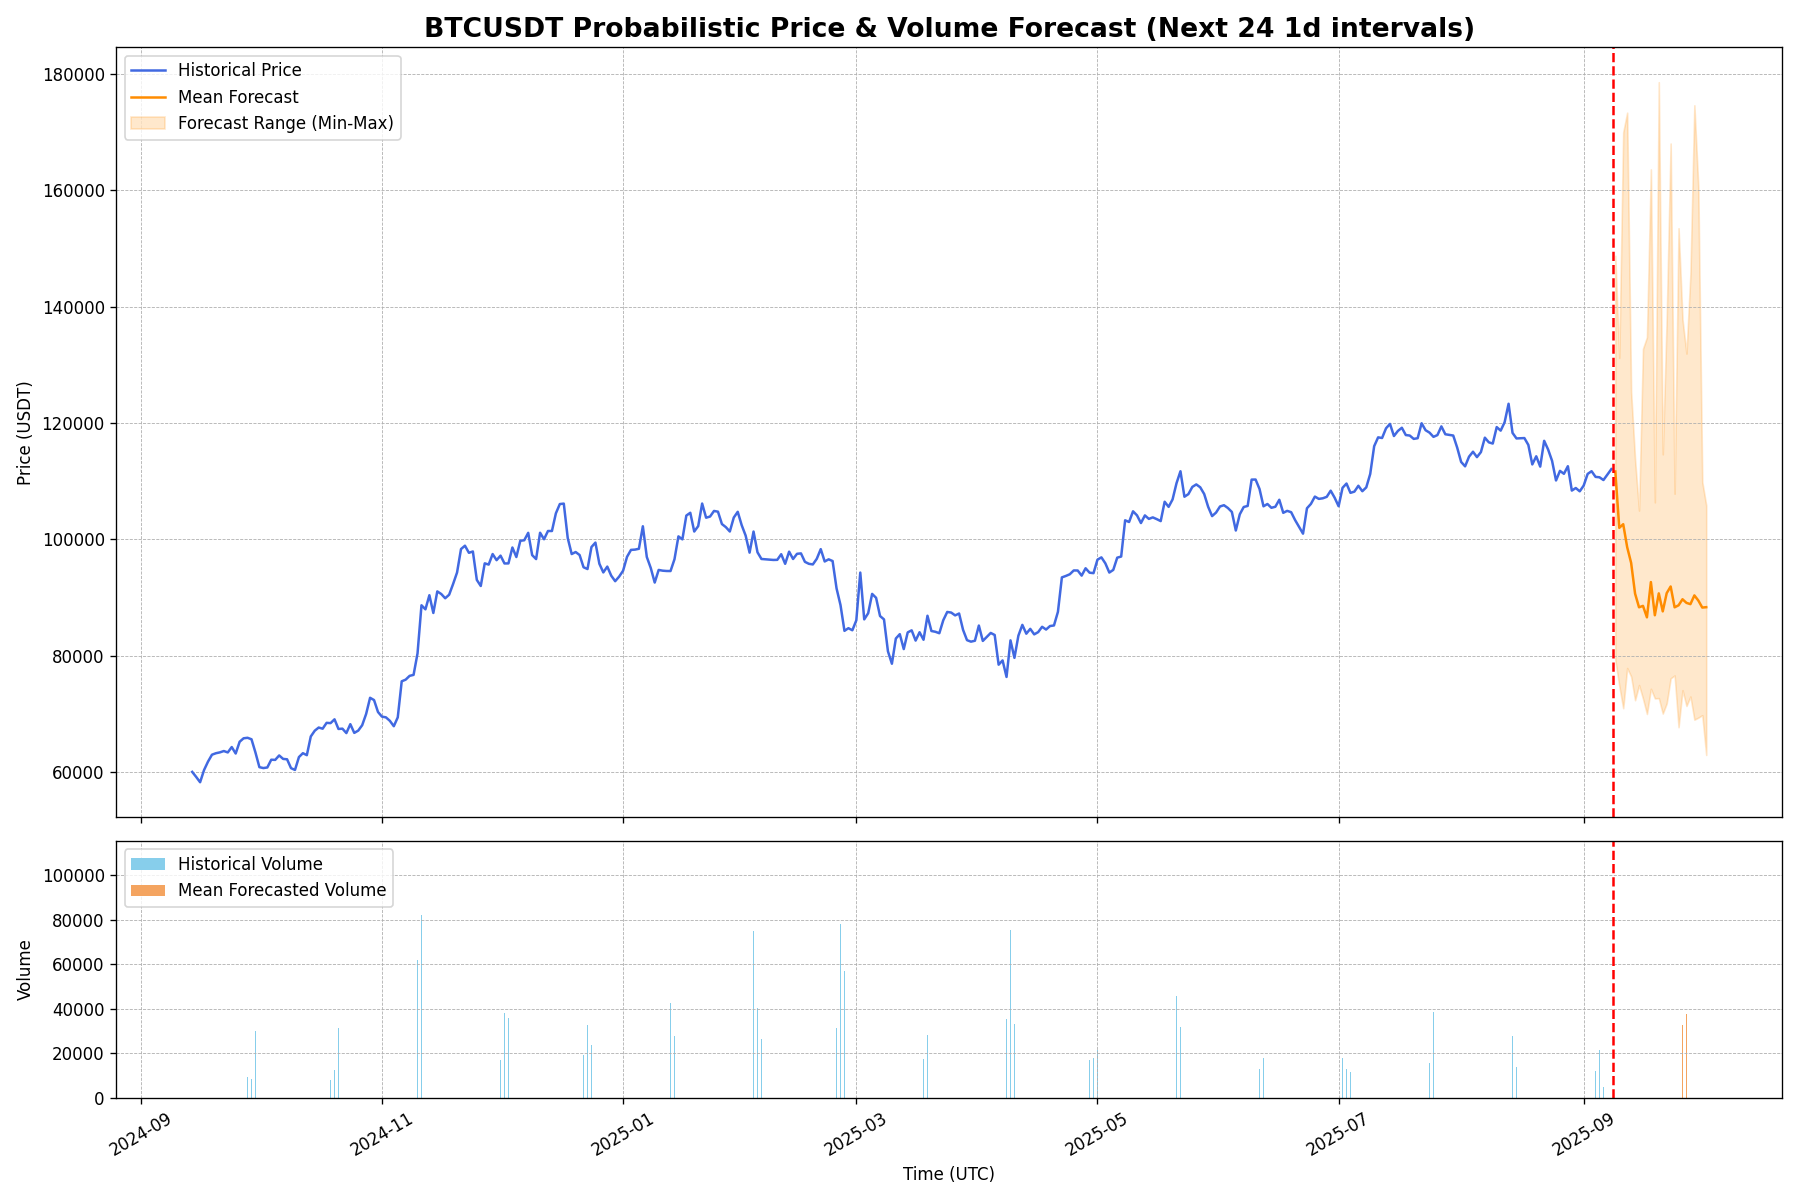 BTCUSDT Probabilistic Price & Volume Forecast (Next 24 1d intervals)
Historical Price
Mean Forecast
Forecast Range (Min-Max)
180000
160000
140000
120000
100000
80000
60000
Price (USDT)
Historical Volume
Mean Forecasted Volume
100000
80000
60000
40000
20000
0
Volume
2024-09
2024-11
2025-01
2025-03
2025-05
2025-07
2025-09
Time (UTC)